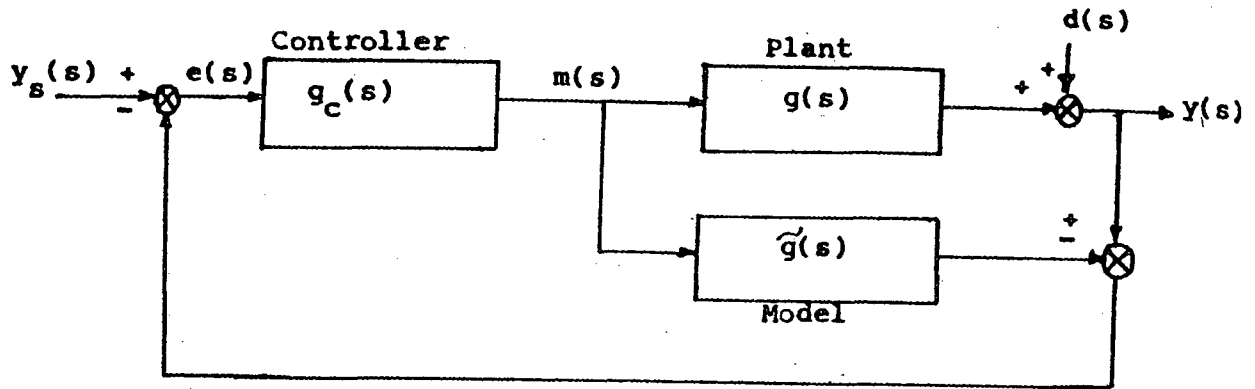 d(s)
Controller
Plant
y_s(s) + e(s) g_c(s) m(s) g(s) + + y(s)
-
+
g̃(s) -
Model